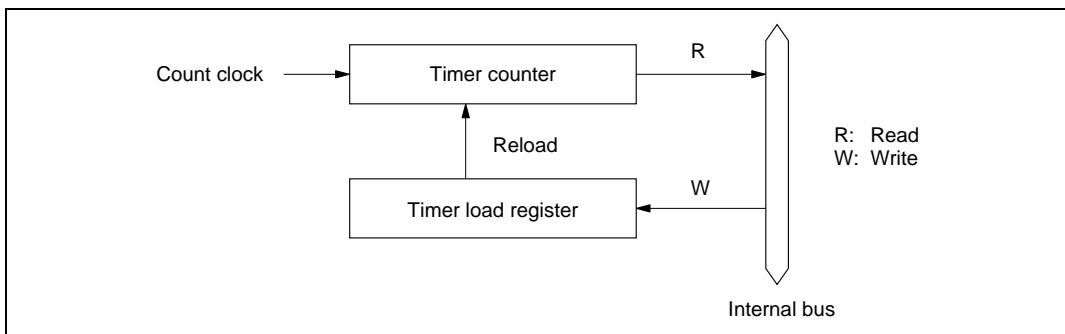 R
Count clock
Timer counter
Reload
R: Read
W: Write
W
Timer load register
Internal bus